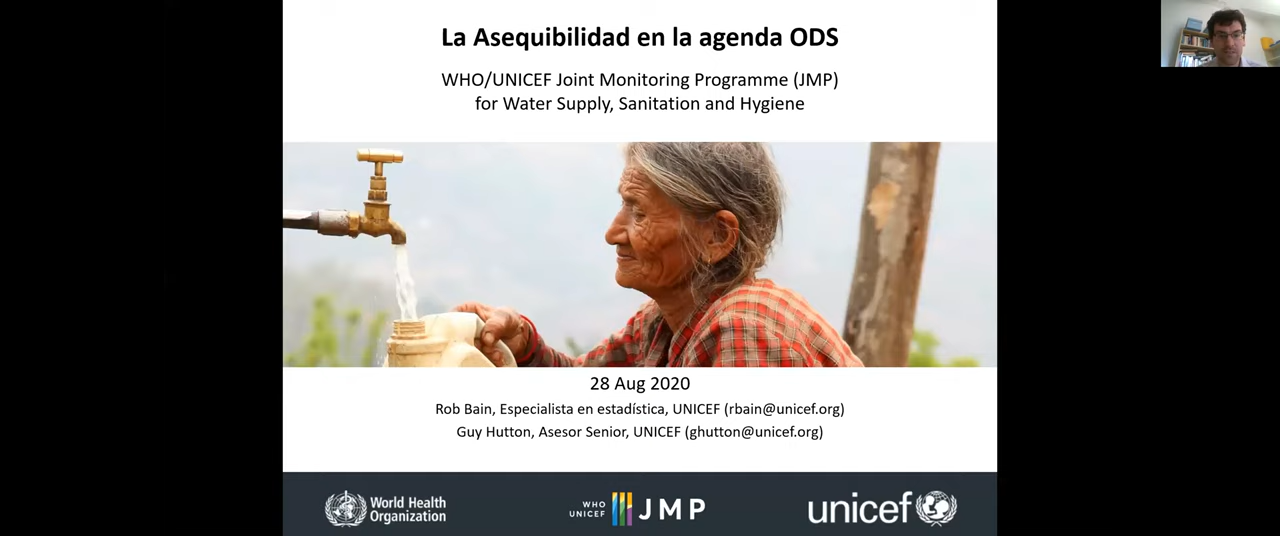 La Asequibilidad en la agenda ODS
WHO/UNICEF Joint Monitoring Programme (JMP)
for Water Supply, Sanitation and Hygiene
28 Aug 2020
Rob Bain, Especialista en estadística, UNICEF (rbain@unicef.org)
Guy Hutton, Asesor Senior, UNICEF (ghutton@unicef.org)
World Health
Organization
WHO
UNICEF
JMP
unicef